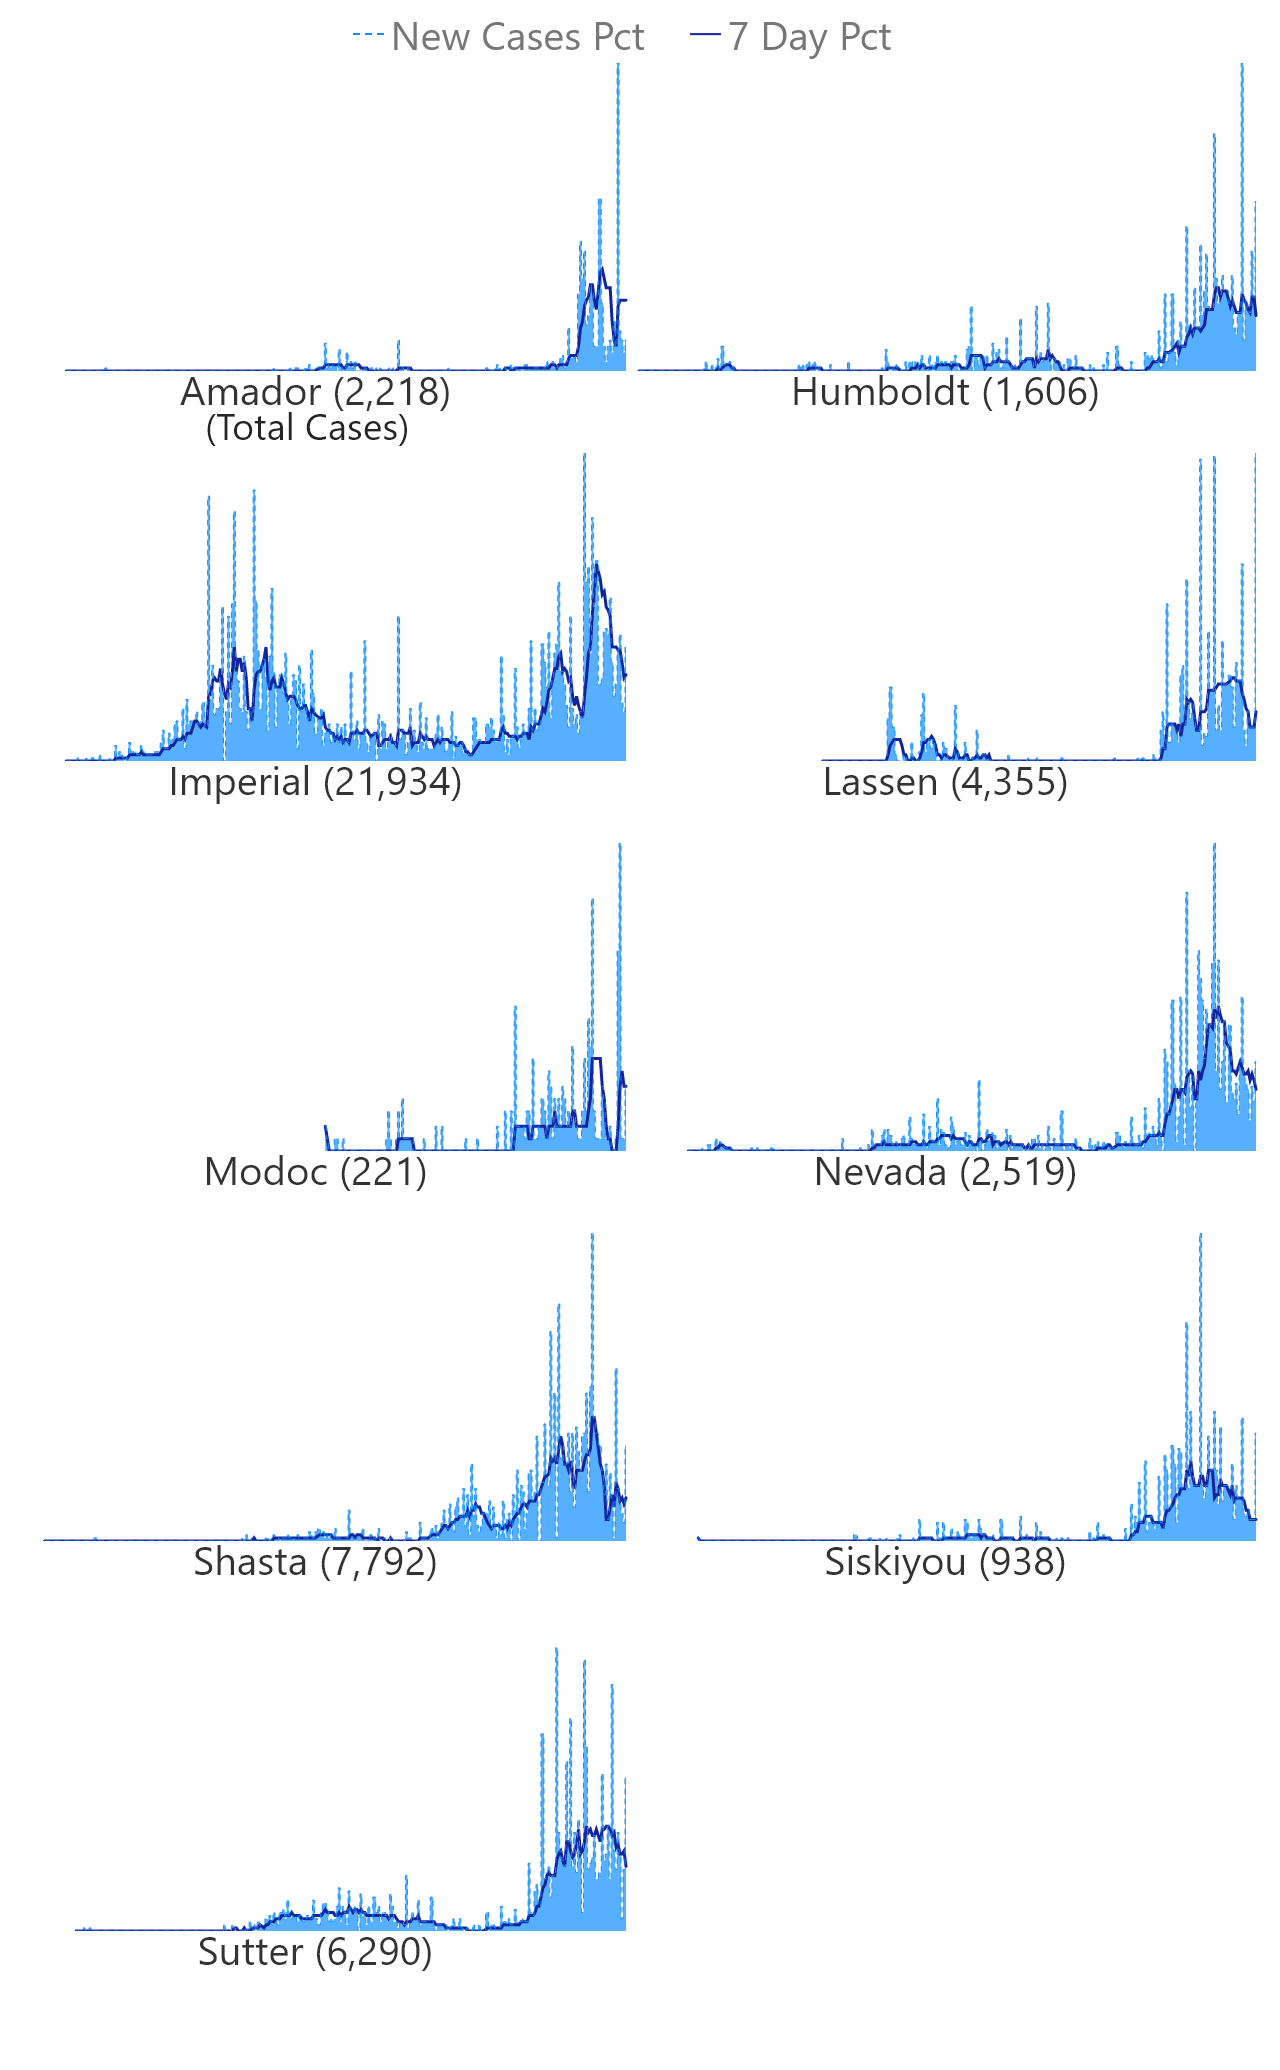 New Cases Pct 7 Day Pct
Amador (2,218) Humboldt (1,606)
(Total Cases)
Imperial (21,934) Lassen (4,355)
Modoc (221) Nevada (2,519)
Shasta (7,792) Siskiyou (938)
Sutter (6,290)